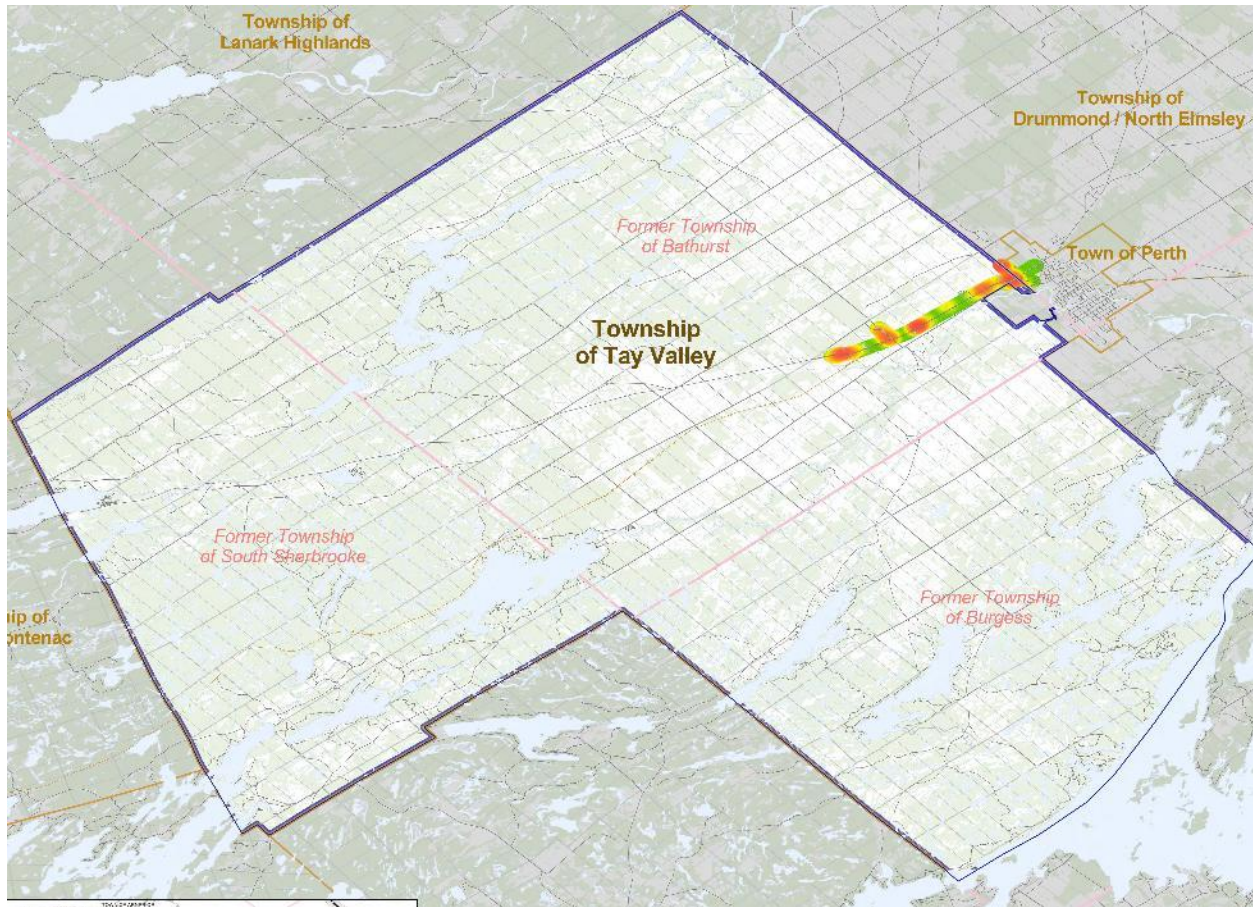 Township of
Lanark Highlands
Township of
Drummond / North Elmsley
Former Township
of Bathurst
Town of Perth
Township
of Tay Valley
Former Township
of South Sherbrooke
Former Township
of Burgess
ip of
ontenac